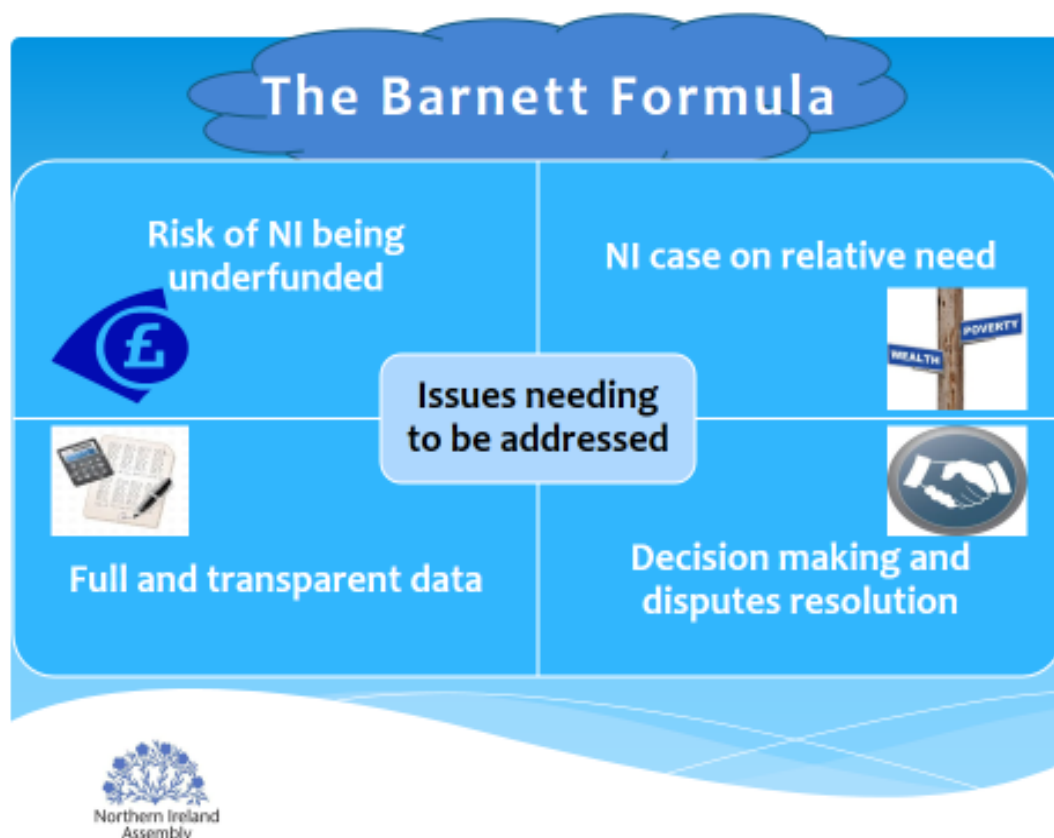 The Barnett Formula
Risk of NI being
underfunded
£
NI case on relative need
POVERTY
WEALTH
Issues needing
to be addressed
Full and transparent data
Decision making and
disputes resolution
Northern Ireland
Assembly